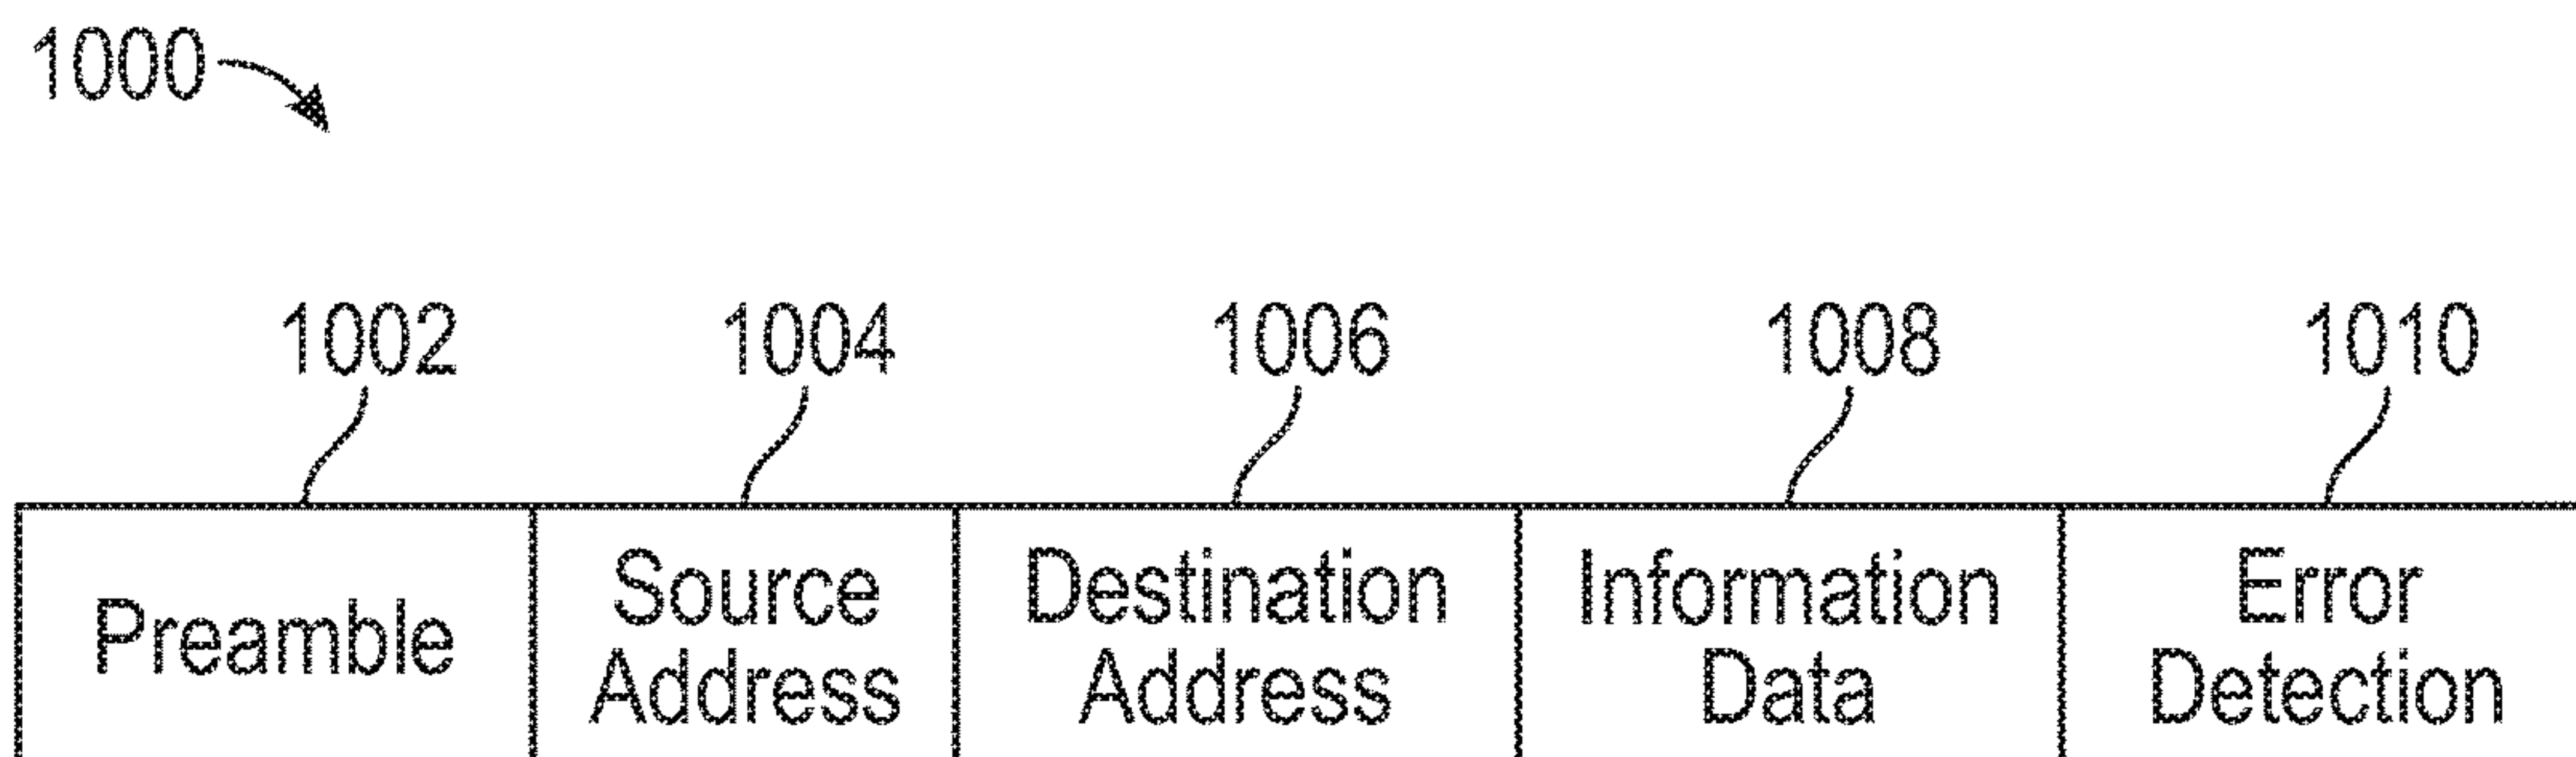 1000
1002 1004 1006 1008 1010
Preamble
Source
Address
Destination
Address
Information
Data
Error
Detection